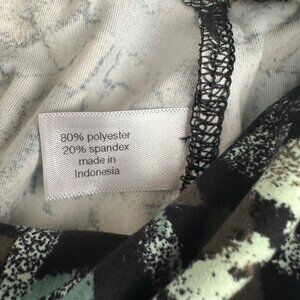 80% polyester
20% spandex
made in
Indonesia